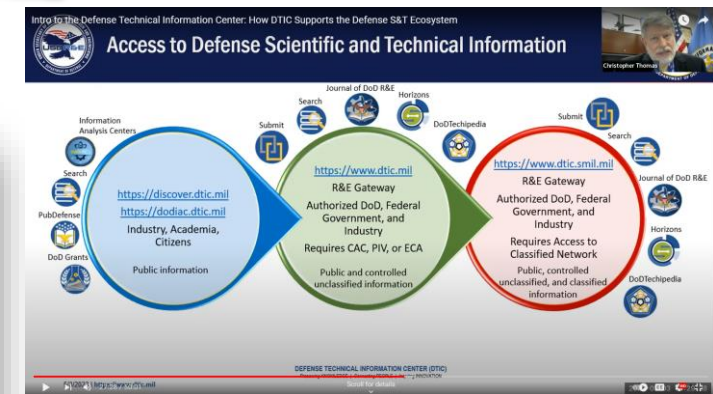 Intro to the Defense Technical Information Center: How DTIC Supports the Defense S&T Ecosystem
Access to Defense Scientific and Technical Information
Christopher Thomas
Information
Analysis Centers
Search
PubDefense
DoD Grants
https://discover.dtic.mil
https://dodiac.dtic.mil
Industry, Academia,
Citizens
Public information
Submit
Search
Journal of DoD R&E
Horizons
DoDTechipedia
https://www.dtic.mil
R&E Gateway
Authorized DoD, Federal
Government, and
Industry
Requires CAC, PIV, or ECA
Public and controlled
unclassified information
https://www.dtic.smil.mil
R&E Gateway
Authorized DoD, Federal
Government, and
Industry
Requires Access to
Classified Network
Public, controlled
unclassified, and classified
information
Submit
Search
Journal of DoD R&E
Horizons
DoDTechipedia
DEFENSE TECHNICAL INFORMATION CENTER (DTIC)
https://www.dtic.mil
Scroll for details